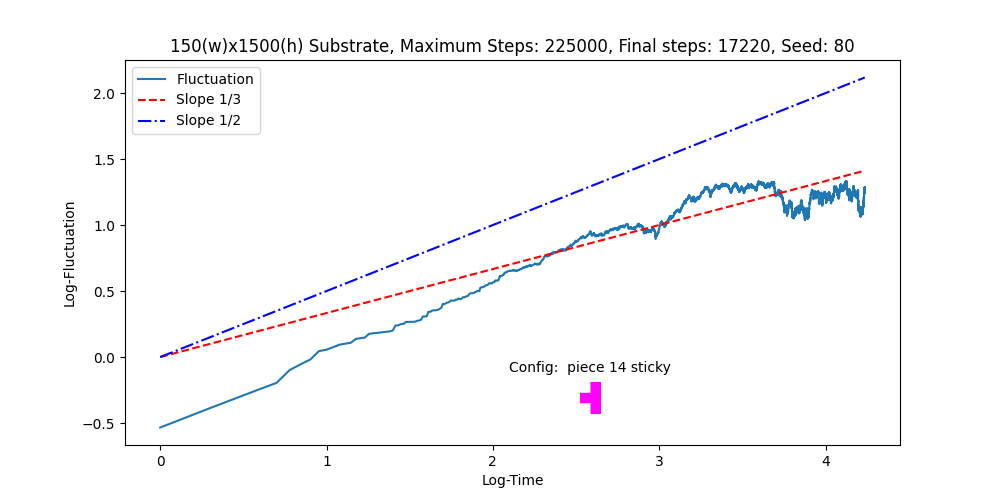 150(w)x1500(h) Substrate, Maximum Steps: 225000, Final steps: 17220, Seed: 80
Fluctuation
Slope 1/3
Slope 1/2
2.0
1.5
1.0
0.5
0.0
−0.5
Log-Fluctuation
Config:  piece 14 sticky
0
1
2
3
4
Log-Time